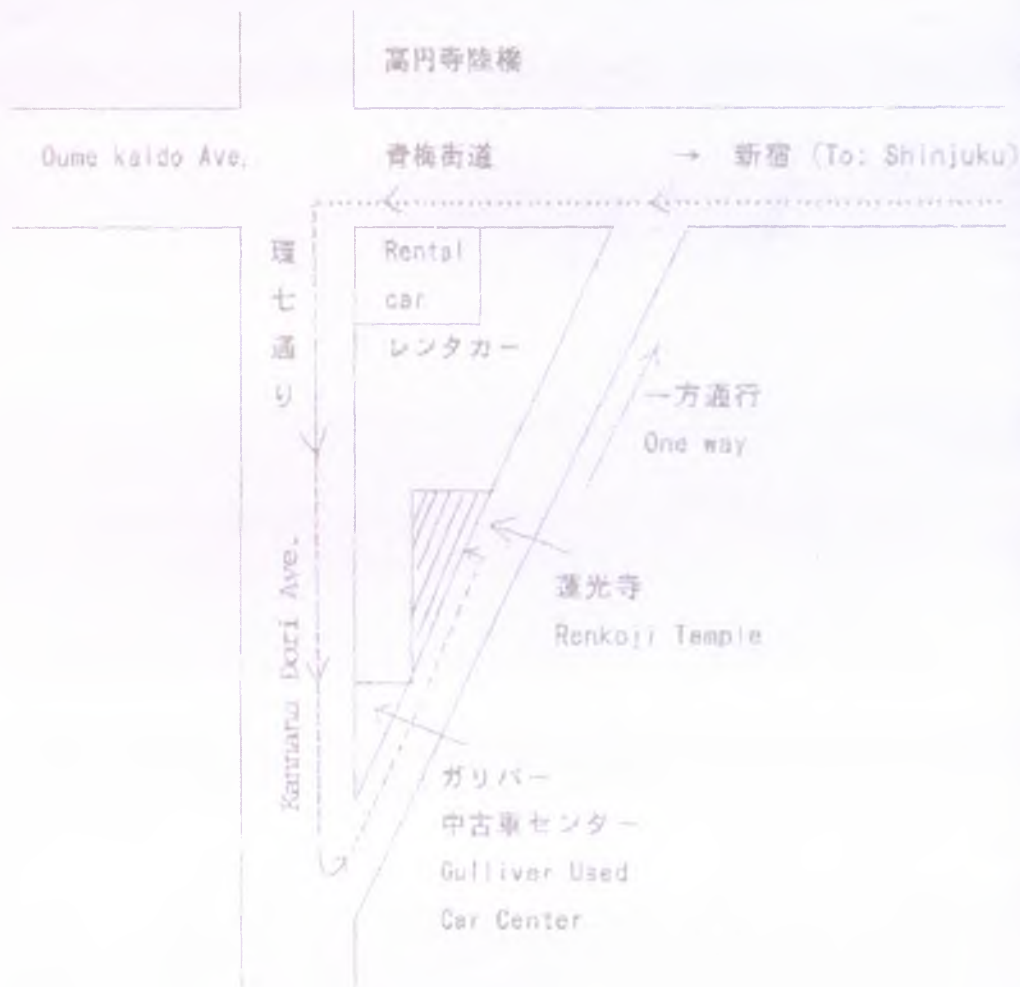 高円寺陸橋
Oume kaido Ave.
青梅街道
→ 新宿 (To: Shinjuku)
環七通り
Rental
car
レンタカー
一方通行
One way
蓮光寺
Renkoji Temple
Kannana Dori Ave.
ガリバー
中古車センター
Gulliver Used
Car Center